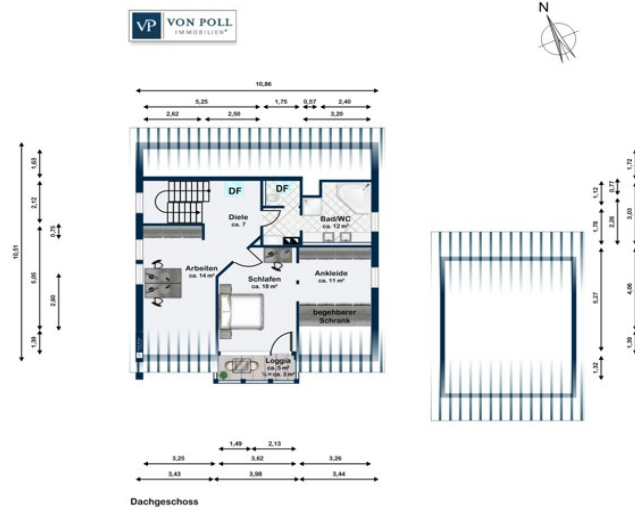 VP VON POLL
IMMOBILIEN®
N
10,86
5,25 1,75 0,57 2,40
2,62 2,50 3,20
10,51
1,63
2,12
0,75
5,05
2,60
1,39
DF
DF
Diele
ca. 7
Bad/WC
ca. 12 m²
Arbeiten
ca. 14 m²
Schlafen
ca. 18 m²
Ankleide
ca. 11 m²
begehbarer
Schrank
Loggia
ca. 5 m²
½ = ca. 3 m²
1,72
0,77
1,12
3,03
2,26
1,78
5,27
4,06
1,32
1,39
1,49 2,13
3,25 3,62 3,26
3,43 3,98 3,44
Dachgeschoss